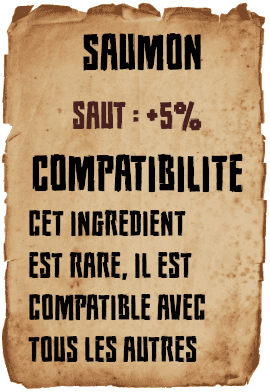 SAUMON
SAUT : +5%
COMPATIBILITE
CET INGREDIENT
EST RARE, IL EST
COMPATIBLE AVEC
TOUS LES AUTRES